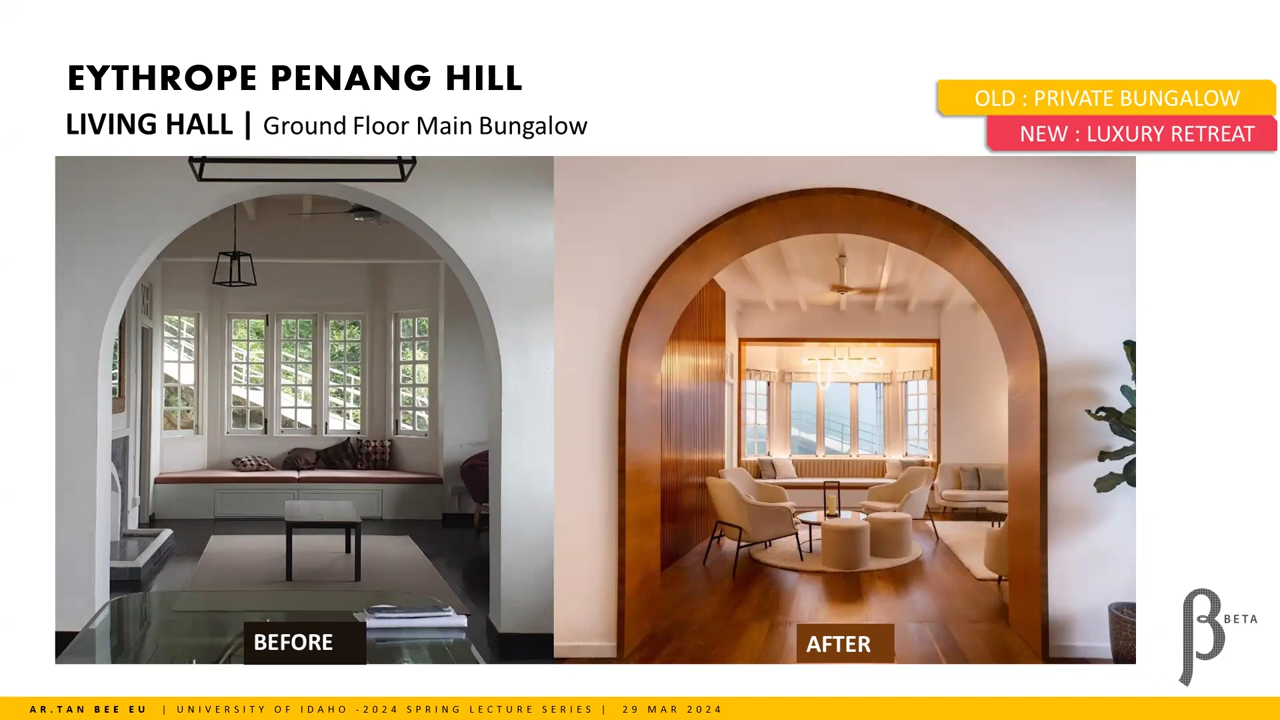 EYTHROPE PENANG HILL
LIVING HALL | Ground Floor Main Bungalow
OLD : PRIVATE BUNGALOW
NEW : LUXURY RETREAT
BEFORE
AFTER
β BETA
AR.TAN BEE EU | UNIVERSITY OF IDAHO -2024 SPRING LECTURE SERIES | 29 MAR 2024